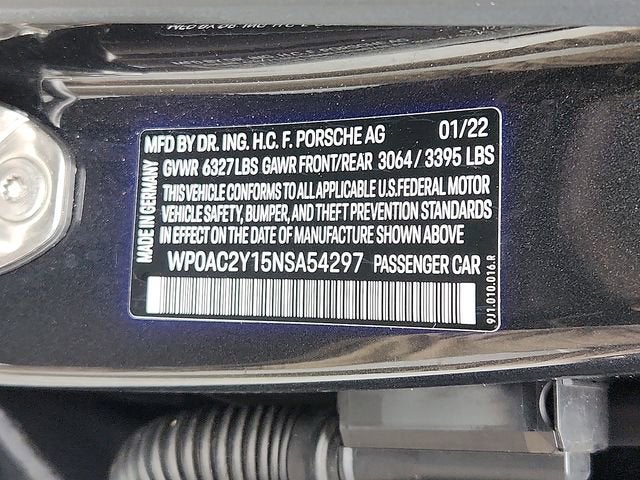 MFD BY DR. ING. H.C. F. PORSCHE AG 01/22
GVWR 6327 LBS GAWR FRONT/REAR 3064 / 3395 LBS
THIS VEHICLE CONFORMS TO ALL APPLICABLE U.S. FEDERAL MOTOR
VEHICLE SAFETY, BUMPER, AND THEFT PREVENTION STANDARDS
IN EFFECT ON THE DATE OF MANUFACTURE SHOWN ABOVE
WP0AC2Y15NSA54297 PASSENGER CAR
MADE IN GERMANY
9J1.010.016.R